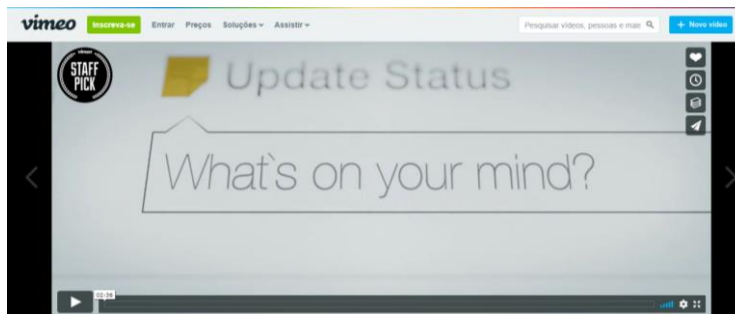 vimeo Inscreva-se Entrar Preços Soluções Assistir Pesquisar vídeos, pessoas e mais + Novo vídeo
STAFF
PICK
Update Status
What`s on your mind?
02:36